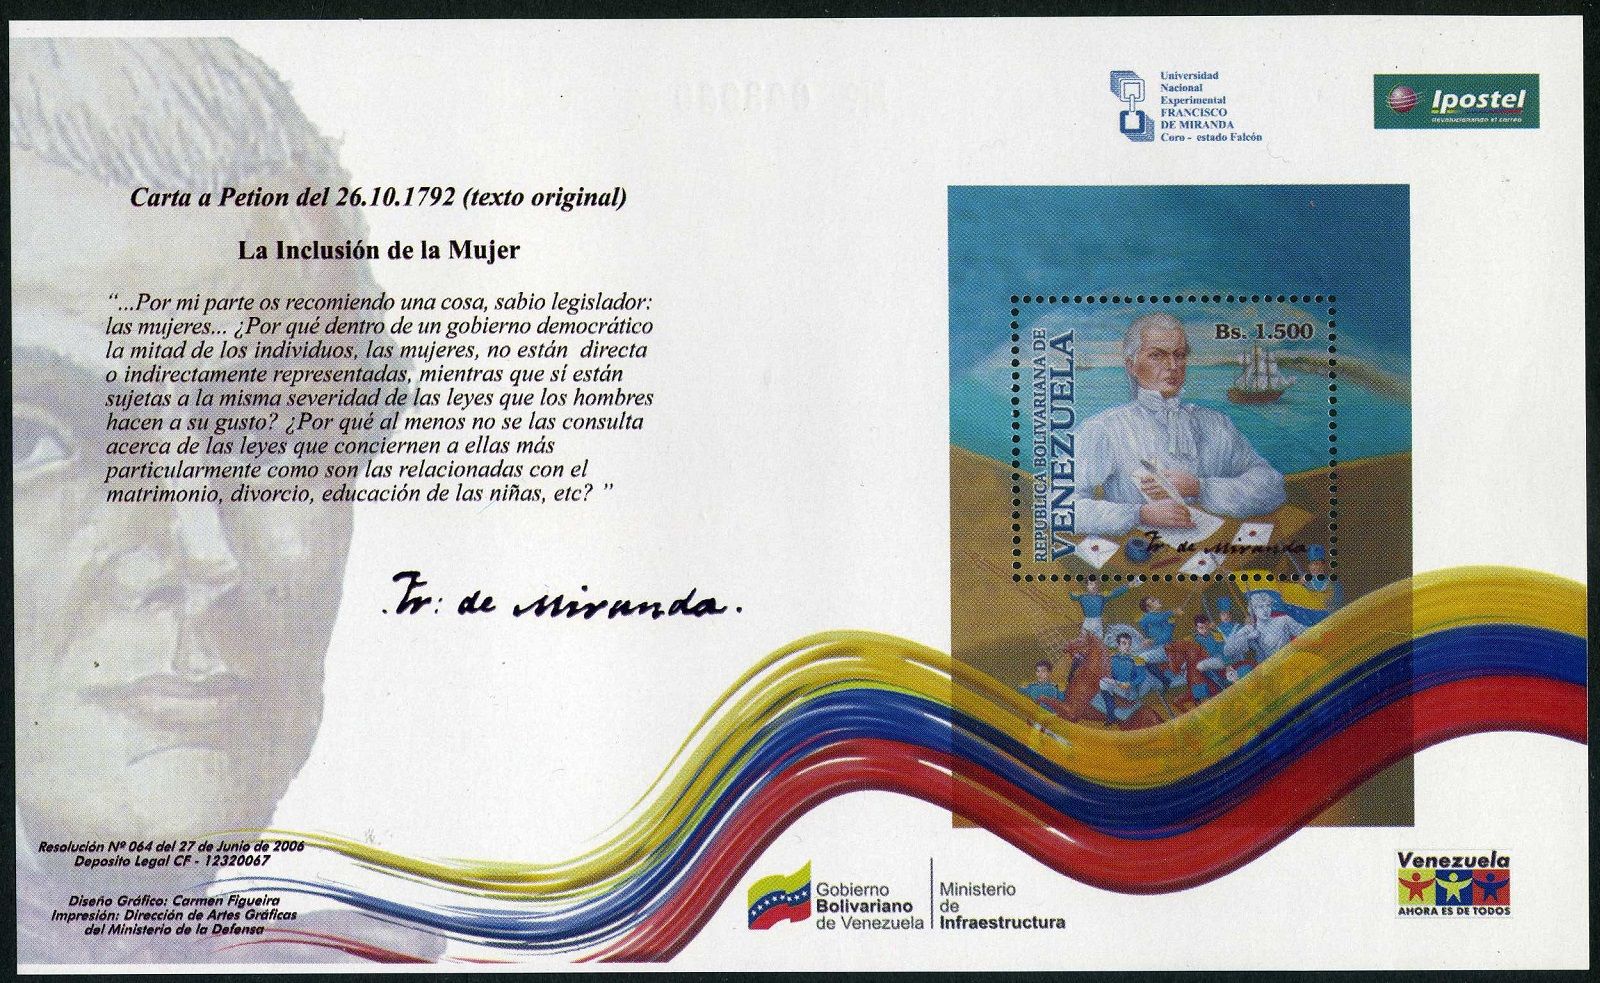 Universidad
Nacional
Experimental
FRANCISCO
DE MIRANDA
Coro - estado Falcón
Ipostel
Revolucionando el correo
Carta a Petion del 26.10.1792 (texto original)
La Inclusión de la Mujer
“...Por mi parte os recomiendo una cosa, sabio legislador:
las mujeres... ¿Por qué dentro de un gobierno democrático
la mitad de los individuos, las mujeres, no están directa
o indirectamente representadas, mientras que sí están
sujetas a la misma severidad de las leyes que los hombres
hacen a su gusto? ¿Por qué al menos no se las consulta
acerca de las leyes que conciernen a ellas más
particularmente como son las relacionadas con el
matrimonio, divorcio, educación de las niñas, etc? ”
Fr: de Miranda.
Bs. 1.500
REPUBLICA BOLIVARIANA DE
VENEZUELA
Fr de Miranda
Resolución Nº 064 del 27 de Junio de 2006
Deposito Legal CF - 12320067
Diseño Gráfico: Carmen Figueira
Impresión: Dirección de Artes Gráficas
del Ministerio de la Defensa
Gobierno
Bolivariano
de Venezuela
Ministerio
de
Infraestructura
Venezuela
AHORA ES DE TODOS